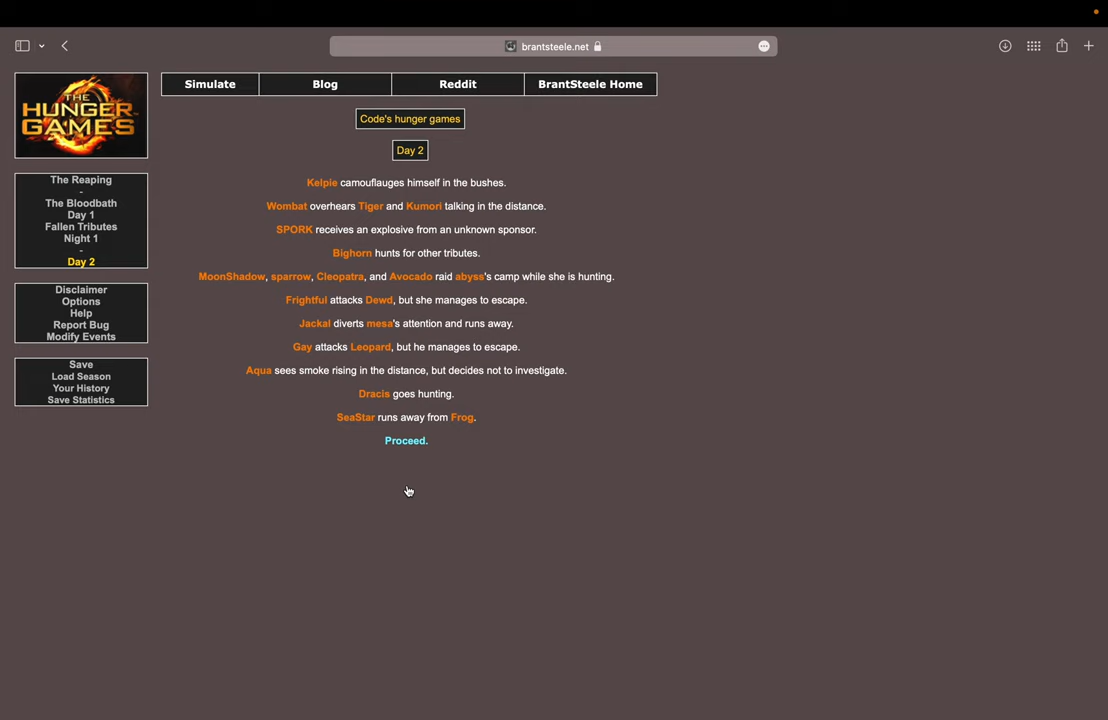 brantsteele.net
THE
HUNGER
GAMES
Simulate
Blog
Reddit
BrantSteele Home
Code's hunger games
Day 2
The Reaping
-
The Bloodbath
Day 1
Fallen Tributes
Night 1
-
Day 2
Disclaimer
Options
Help
Report Bug
Modify Events
Save
Load Season
Your History
Save Statistics
Kelpie camouflauges himself in the bushes.
Wombat overhears Tiger and Kumori talking in the distance.
SPORK receives an explosive from an unknown sponsor.
Bighorn hunts for other tributes.
MoonShadow, sparrow, Cleopatra, and Avocado raid abyss's camp while she is hunting.
Frightful attacks Dewd, but she manages to escape.
Jackal diverts mesa's attention and runs away.
Gay attacks Leopard, but he manages to escape.
Aqua sees smoke rising in the distance, but decides not to investigate.
Dracis goes hunting.
SeaStar runs away from Frog.
Proceed.